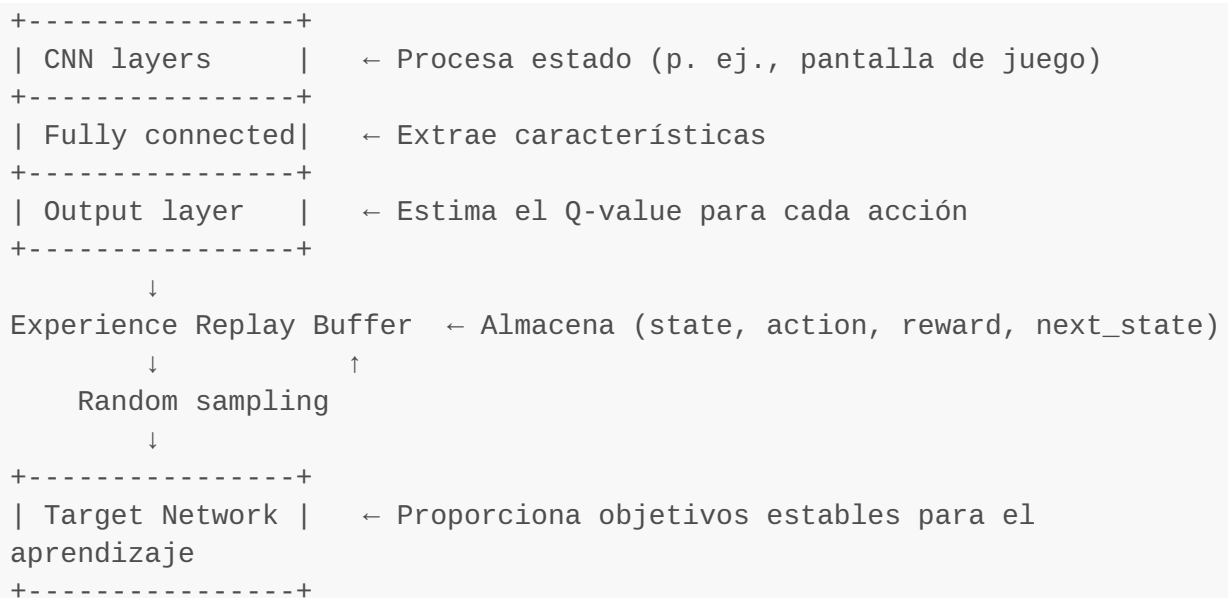 +----------------+
| CNN layers     |   ← Procesa estado (p. ej., pantalla de juego)
+----------------+
| Fully connected|   ← Extrae características
+----------------+
| Output layer   |   ← Estima el Q-value para cada acción
+----------------+
        ↓
Experience Replay Buffer  ← Almacena (state, action, reward, next_state)
        ↓           ↑
    Random sampling
        ↓
+----------------+
| Target Network |   ← Proporciona objetivos estables para el
aprendizaje
+----------------+